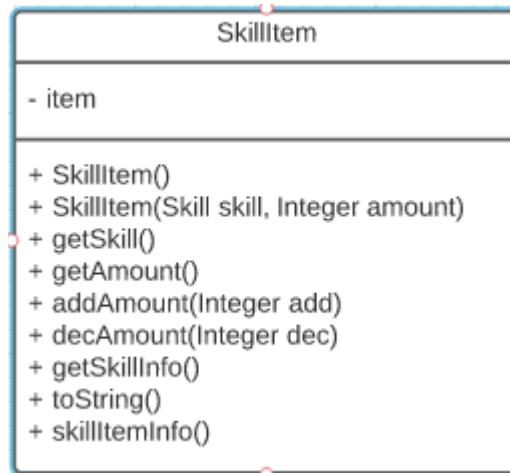 SkillItem
- item
+ SkillItem()
+ SkillItem(Skill skill, Integer amount)
+ getSkill()
+ getAmount()
+ addAmount(Integer add)
+ decAmount(Integer dec)
+ getSkillInfo()
+ toString()
+ skillItemInfo()